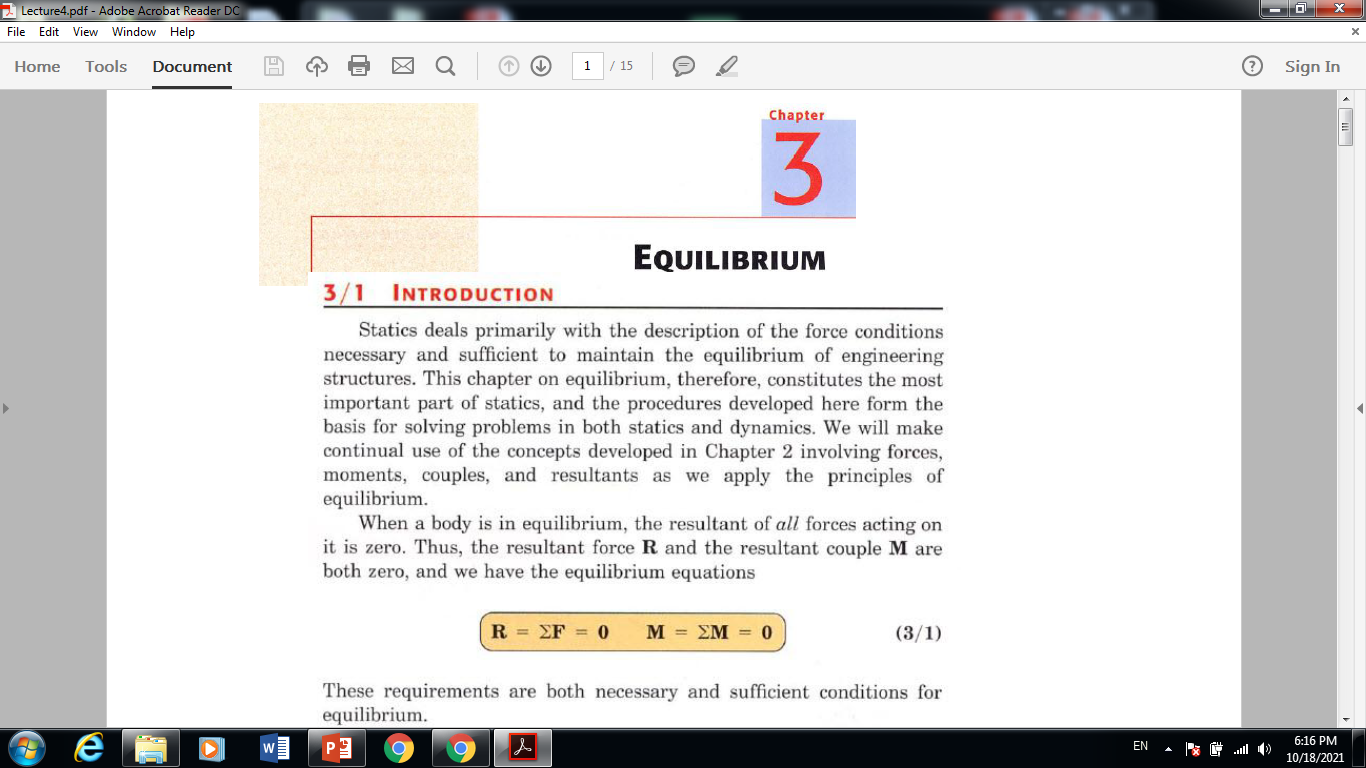 Lecture4.pdf - Adobe Acrobat Reader DC
File Edit View Window Help
Home Tools Document 1 / 15 Sign In
Chapter
3
EQUILIBRIUM
3/1 INTRODUCTION
Statics deals primarily with the description of the force conditions
necessary and sufficient to maintain the equilibrium of engineering
structures. This chapter on equilibrium, therefore, constitutes the most
important part of statics, and the procedures developed here form the
basis for solving problems in both statics and dynamics. We will make
continual use of the concepts developed in Chapter 2 involving forces,
moments, couples, and resultants as we apply the principles of
equilibrium.
When a body is in equilibrium, the resultant of all forces acting on
it is zero. Thus, the resultant force R and the resultant couple M are
both zero, and we have the equilibrium equations
R = ΣF = 0 M = ΣM = 0 (3/1)
These requirements are both necessary and sufficient conditions for
equilibrium.
EN 6:16 PM
10/18/2021